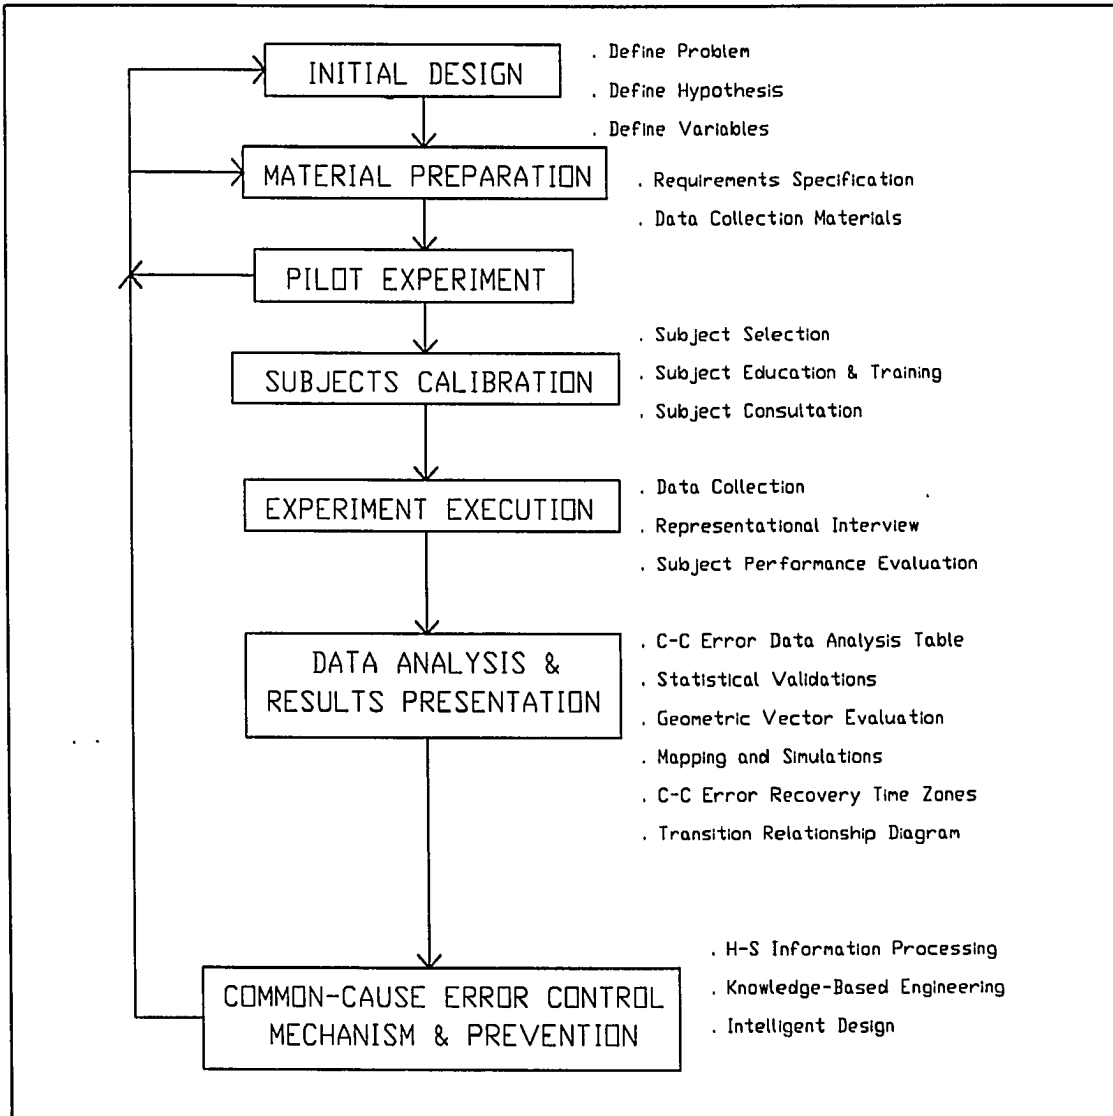 INITIAL DESIGN
. Define Problem
. Define Hypothesis
. Define Variables
MATERIAL PREPARATION
. Requirements Specification
. Data Collection Materials
PILOT EXPERIMENT
SUBJECTS CALIBRATION
. Subject Selection
. Subject Education & Training
. Subject Consultation
EXPERIMENT EXECUTION
. Data Collection
. Representational Interview
. Subject Performance Evaluation
DATA ANALYSIS &
RESULTS PRESENTATION
. C-C Error Data Analysis Table
. Statistical Validations
. Geometric Vector Evaluation
. Mapping and Simulations
. C-C Error Recovery Time Zones
. Transition Relationship Diagram
COMMON-CAUSE ERROR CONTROL
MECHANISM & PREVENTION
. H-S Information Processing
. Knowledge-Based Engineering
. Intelligent Design